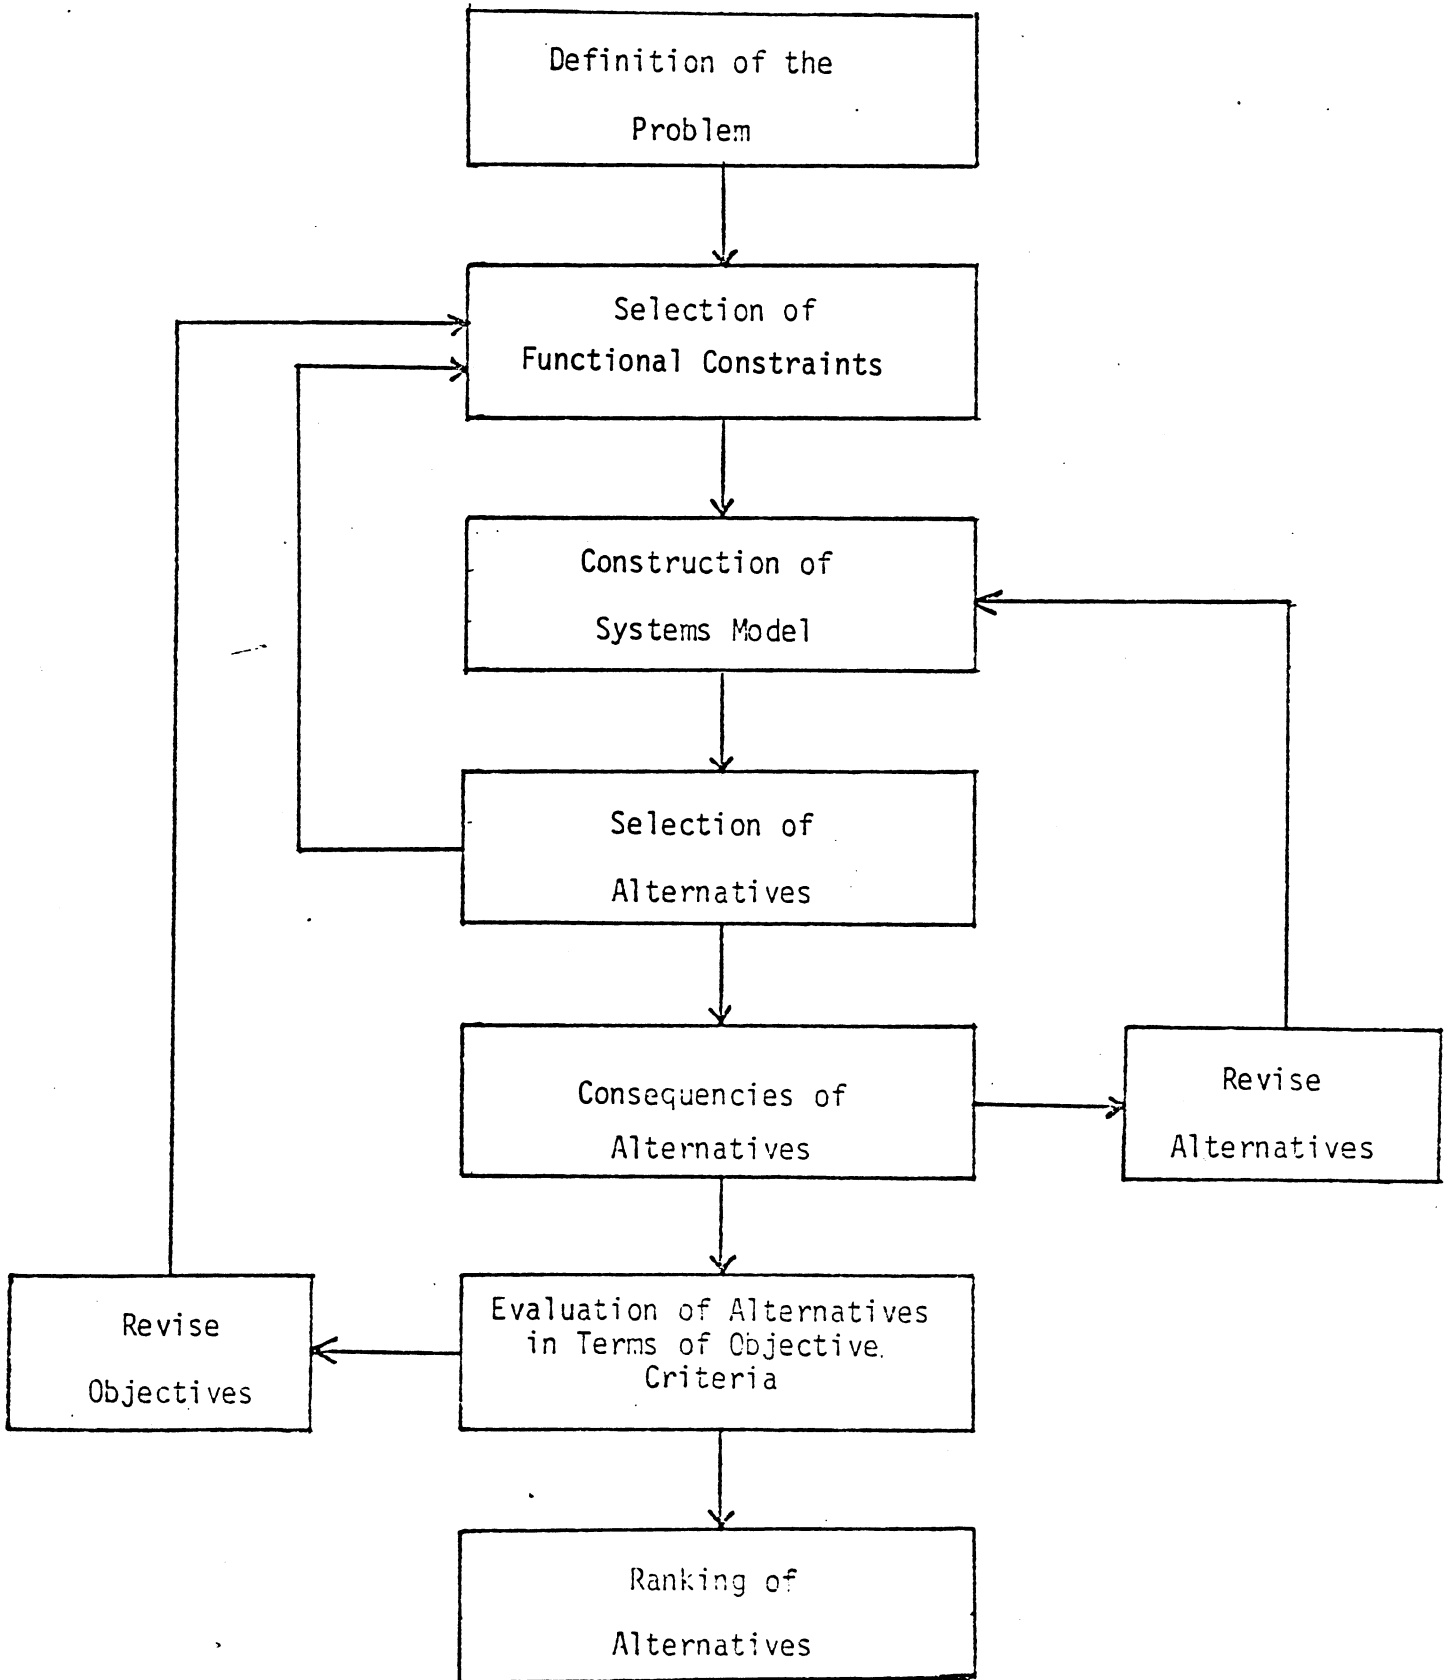 Definition of the
Problem
Selection of
Functional Constraints
Construction of
Systems Model
Selection of
Alternatives
Consequencies of
Alternatives
Revise
Alternatives
Revise
Objectives
Evaluation of Alternatives
in Terms of Objective
Criteria
Ranking of
Alternatives